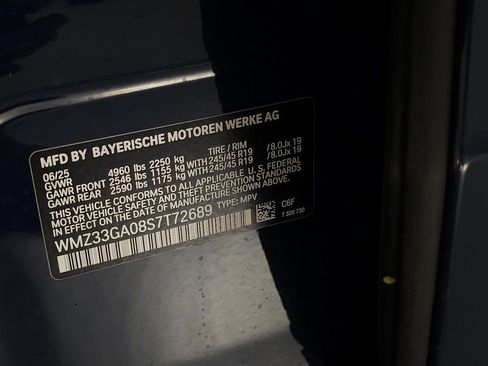 MFD BY BAYERISCHE MOTOREN WERKE AG
06/25 TIRE / RIM
GVWR 4960 lbs 2250 kg
GAWR FRONT 2546 lbs 1155 kg WITH 245/45 R19 /8.0Jx 19
GAWR REAR 2590 lbs 1175 kg WITH 245/45 R19 /8.0Jx 19
THIS VEHICLE CONFORMS TO ALL APPLICABLE U.S. FEDERAL
MOTOR VEHICLE SAFETY AND THEFT PREVENTION STANDARDS
IN EFFECT ON THE DATE OF MANUFACTURE SHOWN ABOVE
WMZ33GA08S7T72689 TYPE: MPV
C6F
7 320 730